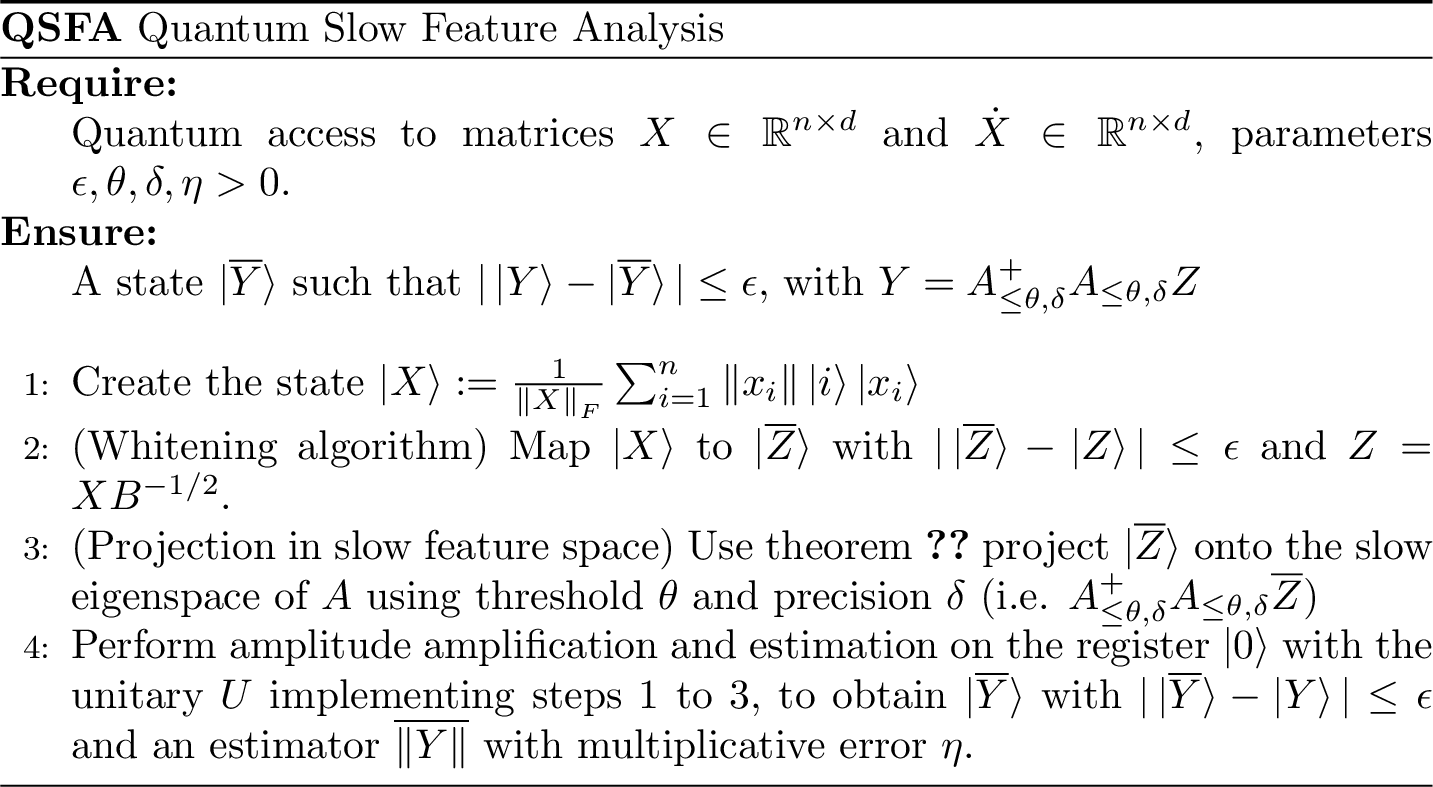 QSFA Quantum Slow Feature Analysis
Require:
Quantum access to matrices $X \in \mathbb{R}^{n \times d}$ and $\dot{X} \in \mathbb{R}^{n \times d}$, parameters
$\epsilon, \theta, \delta, \eta > 0$.
Ensure:
A state $|\overline{Y}\rangle$ such that $| \, |Y\rangle - |\overline{Y}\rangle \, | \leq \epsilon$, with $Y = A^+_{\leq\theta,\delta} A_{\leq\theta,\delta} Z$
1: Create the state $|X\rangle := \frac{1}{\|X\|_F} \sum_{i=1}^{n} \|x_i\| \, |i\rangle \, |x_i\rangle$
2: (Whitening algorithm) Map $|X\rangle$ to $|\overline{Z}\rangle$ with $| \, |\overline{Z}\rangle - |Z\rangle \, | \leq \epsilon$ and $Z =$
$XB^{-1/2}$.
3: (Projection in slow feature space) Use theorem ?? project $|\overline{Z}\rangle$ onto the slow
eigenspace of $A$ using threshold $\theta$ and precision $\delta$ (i.e. $A^+_{\leq\theta,\delta} A_{\leq\theta,\delta} \overline{Z}$)
4: Perform amplitude amplification and estimation on the register $|0\rangle$ with the
unitary $U$ implementing steps 1 to 3, to obtain $|\overline{Y}\rangle$ with $| \, |\overline{Y}\rangle - |Y\rangle \, | \leq \epsilon$
and an estimator $\overline{\|Y\|}$ with multiplicative error $\eta$.